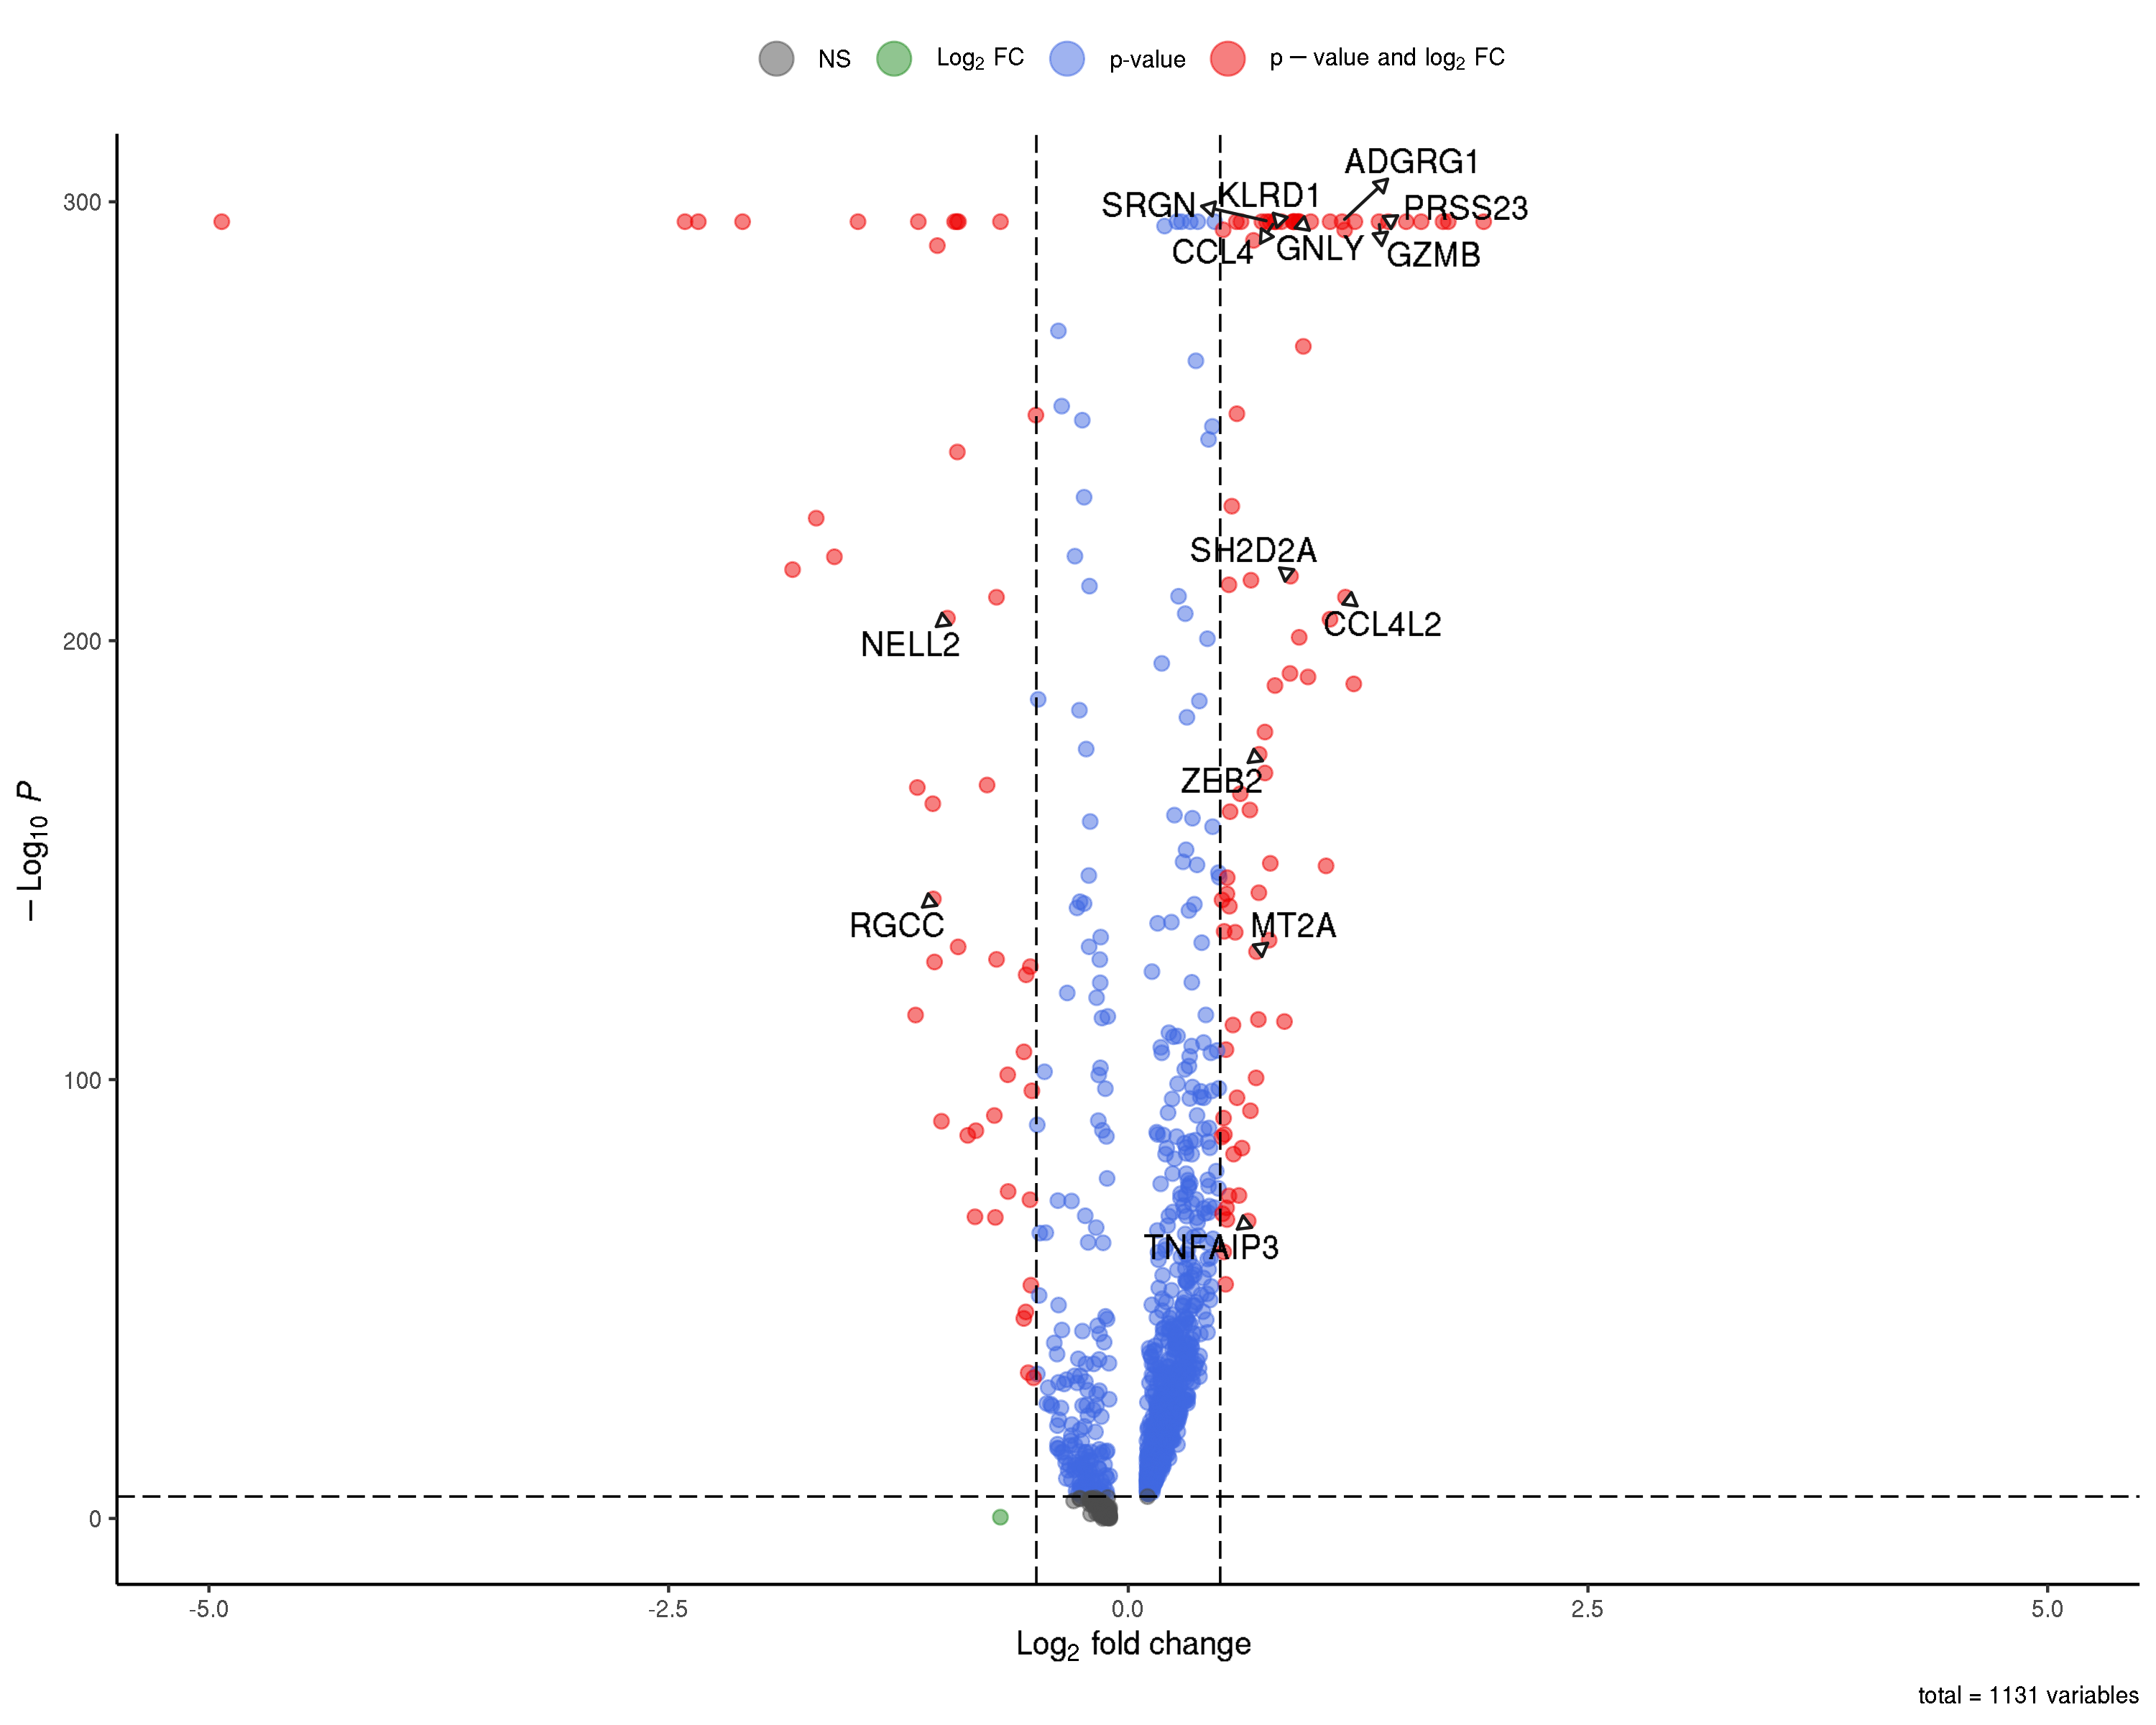 NS Log₂ FC p-value p − value and log₂ FC
ADGRG1
KLRD1
SRGN
PRSS23
CCL4 GNLY GZMB
300
SH2D2A
CCL4L2
NELL2
200
ZEB2
− Log₁₀ P
RGCC
MT2A
100
TNFAIP3
0
-5.0 -2.5 0.0 2.5 5.0
Log₂ fold change
total = 1131 variables